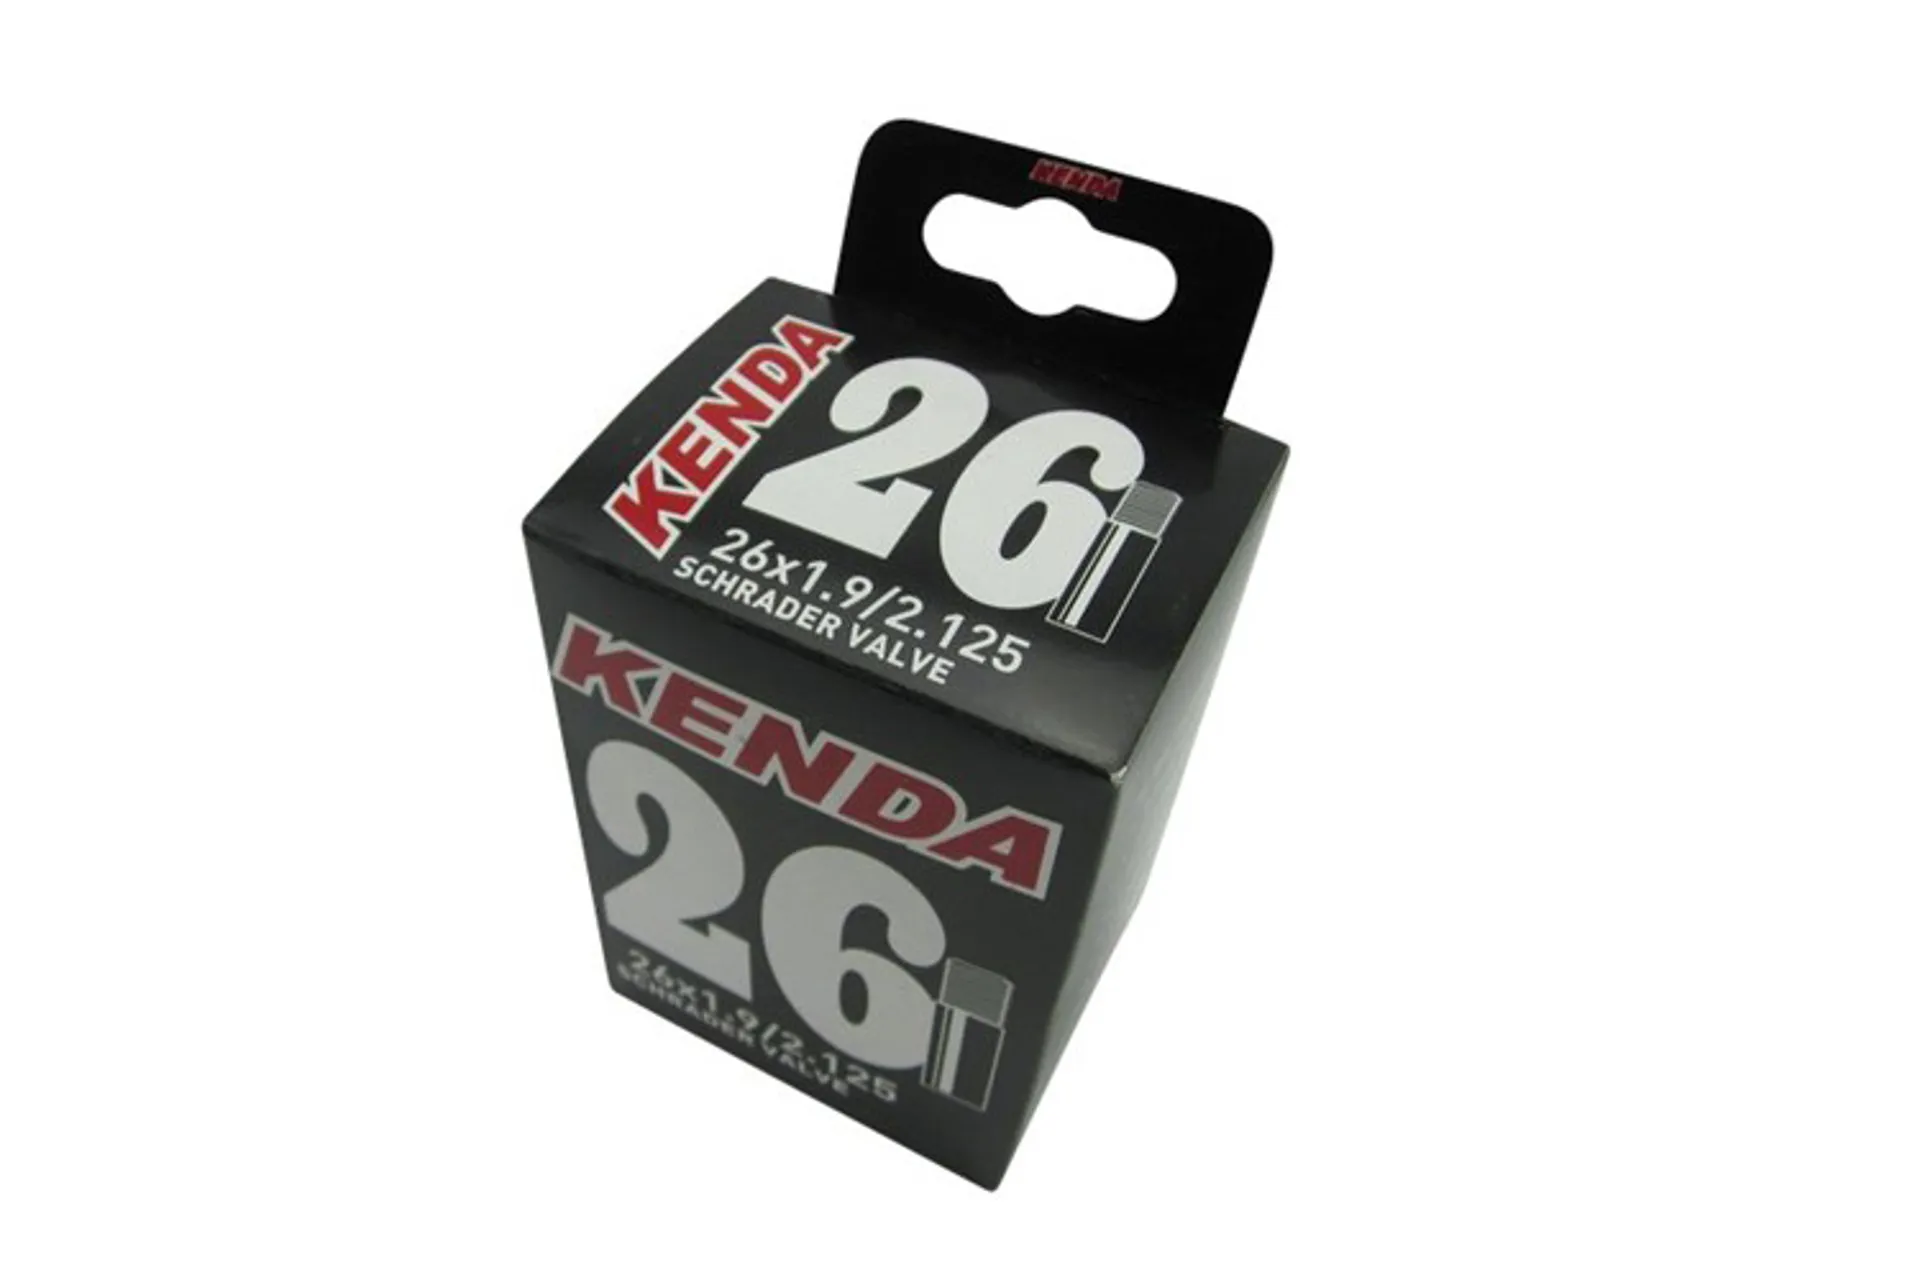 KENDA
KENDA
26
26x1.9/2.125
SCHRADER VALVE
KENDA
26
26x1.9/2.125
SCHRADER VALVE